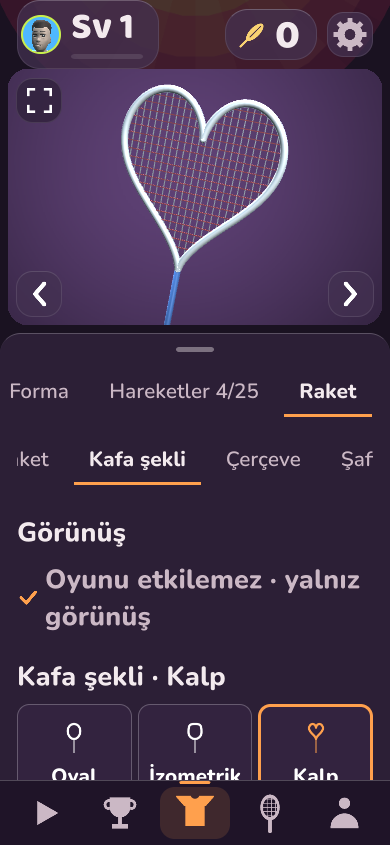 Sv 1
0
Forma Hareketler 4/25 Raket
ket Kafa şekli Çerçeve Şaf
Görünüş
Oyunu etkilemez · yalnız
görünüş
Kafa şekli · Kalp
Oval İzometrik Kalp